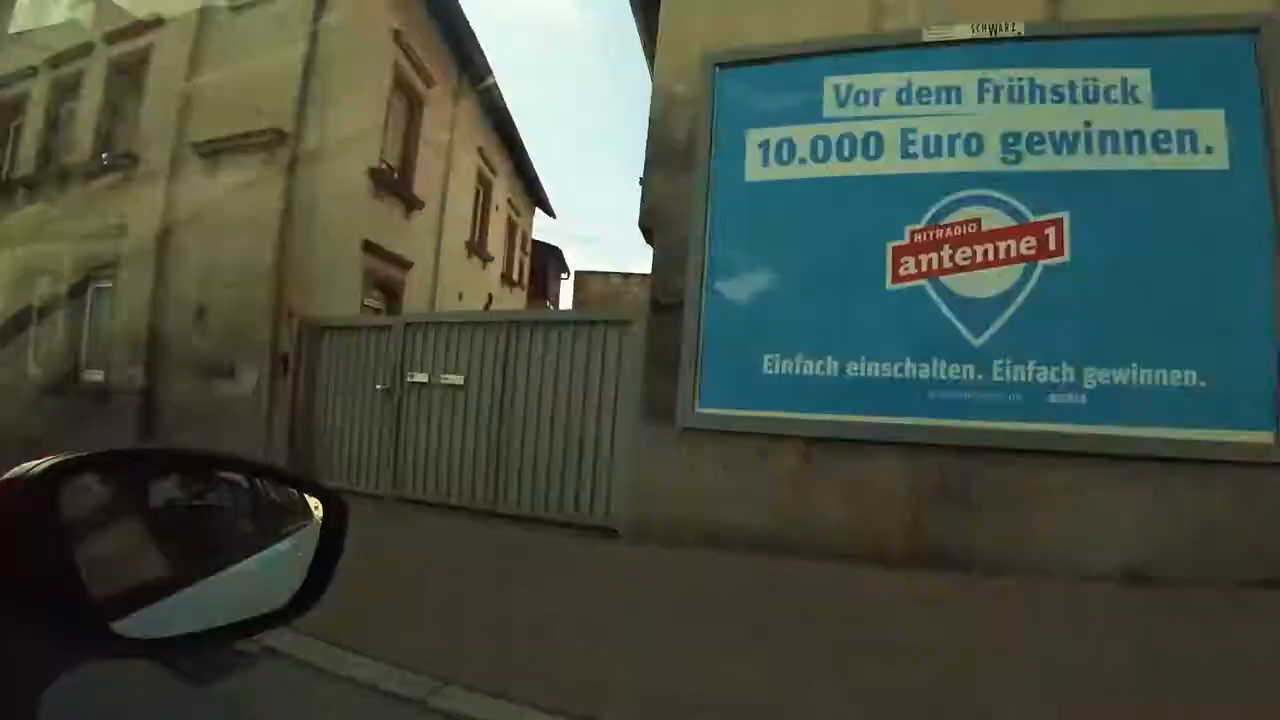 SCHWARZ
Vor dem Frühstück
10.000 Euro gewinnen.
HITRADIO
antenne 1
Einfach einschalten. Einfach gewinnen.